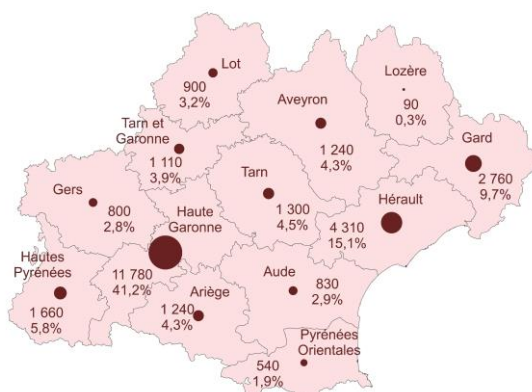 Lot
900
3,2%
Lozère
90
0,3%
Aveyron
1 240
4,3%
Tarn et
Garonne
1 110
3,9%
Gard
2 760
9,7%
Tarn
1 300
4,5%
Gers
800
2,8%
Haute
Garonne
11 780
41,2%
Hérault
4 310
15,1%
Hautes
Pyrénées
1 660
5,8%
Ariège
1 240
4,3%
Aude
830
2,9%
Pyrénées
Orientales
540
1,9%